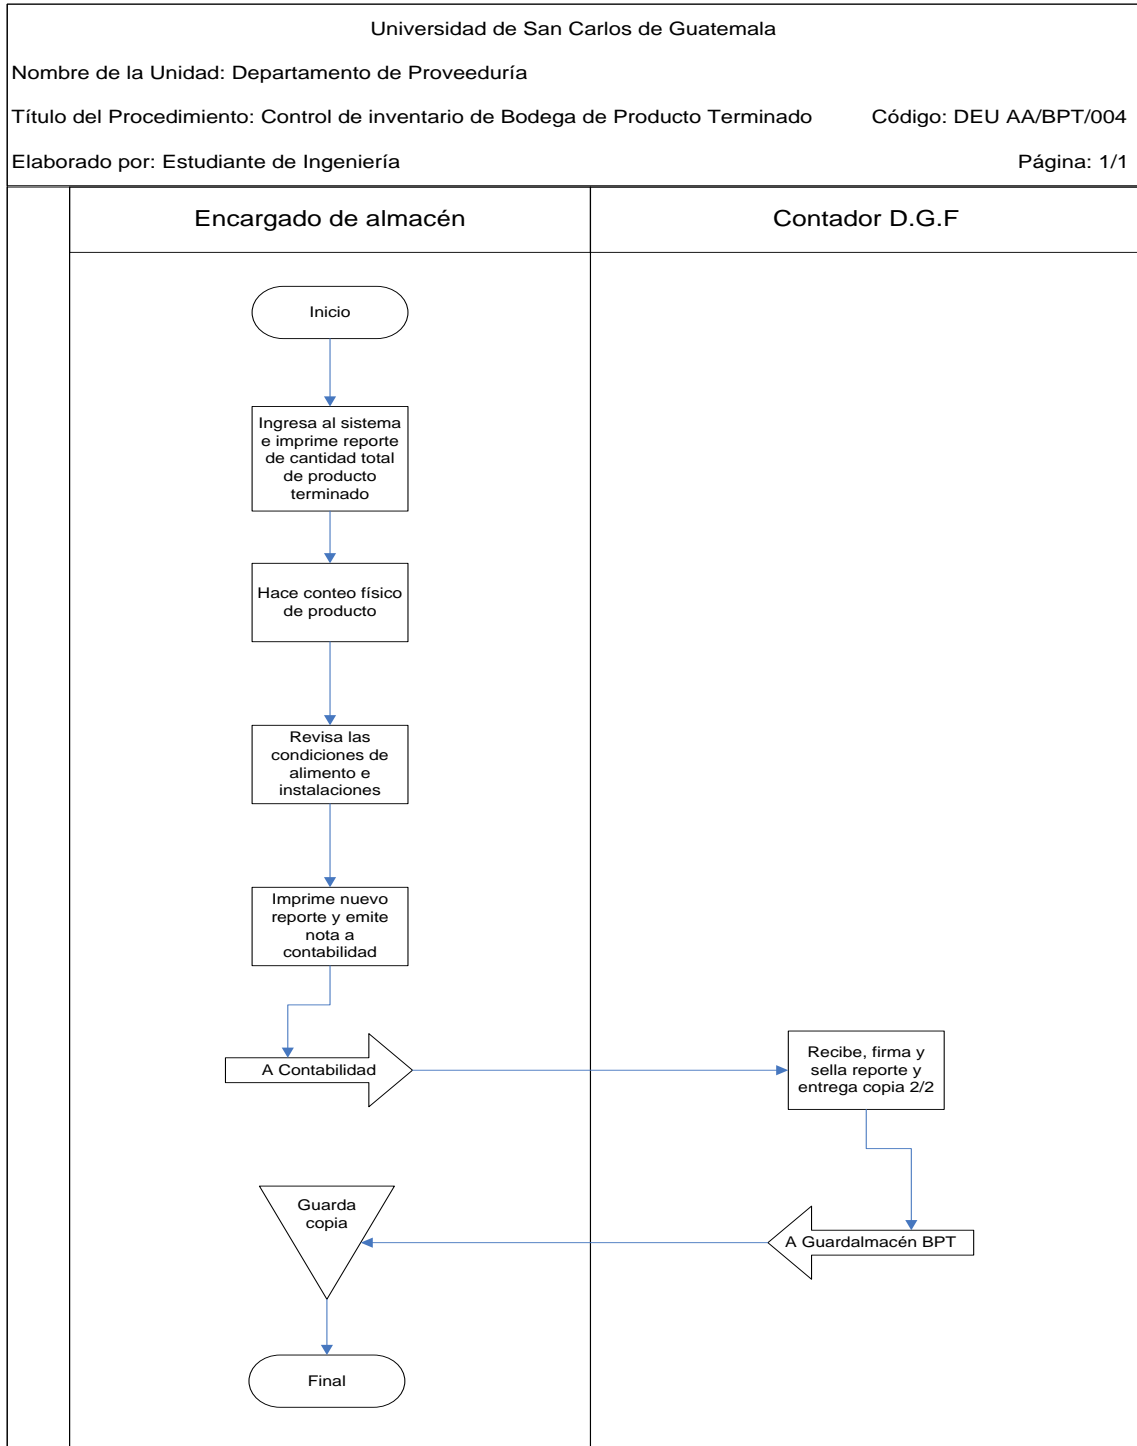 Universidad de San Carlos de Guatemala
Nombre de la Unidad: Departamento de Proveeduría
Título del Procedimiento: Control de inventario de Bodega de Producto Terminado Código: DEU AA/BPT/004
Elaborado por: Estudiante de Ingeniería Página: 1/1
Encargado de almacén Contador D.G.F
Inicio
Ingresa al sistema
e imprime reporte
de cantidad total
de producto
terminado
Hace conteo físico
de producto
Revisa las
condiciones de
alimento e
instalaciones
Imprime nuevo
reporte y emite
nota a
contabilidad
A Contabilidad
Recibe, firma y
sella reporte y
entrega copia 2/2
A Guardalmacén BPT
Guarda
copia
Final